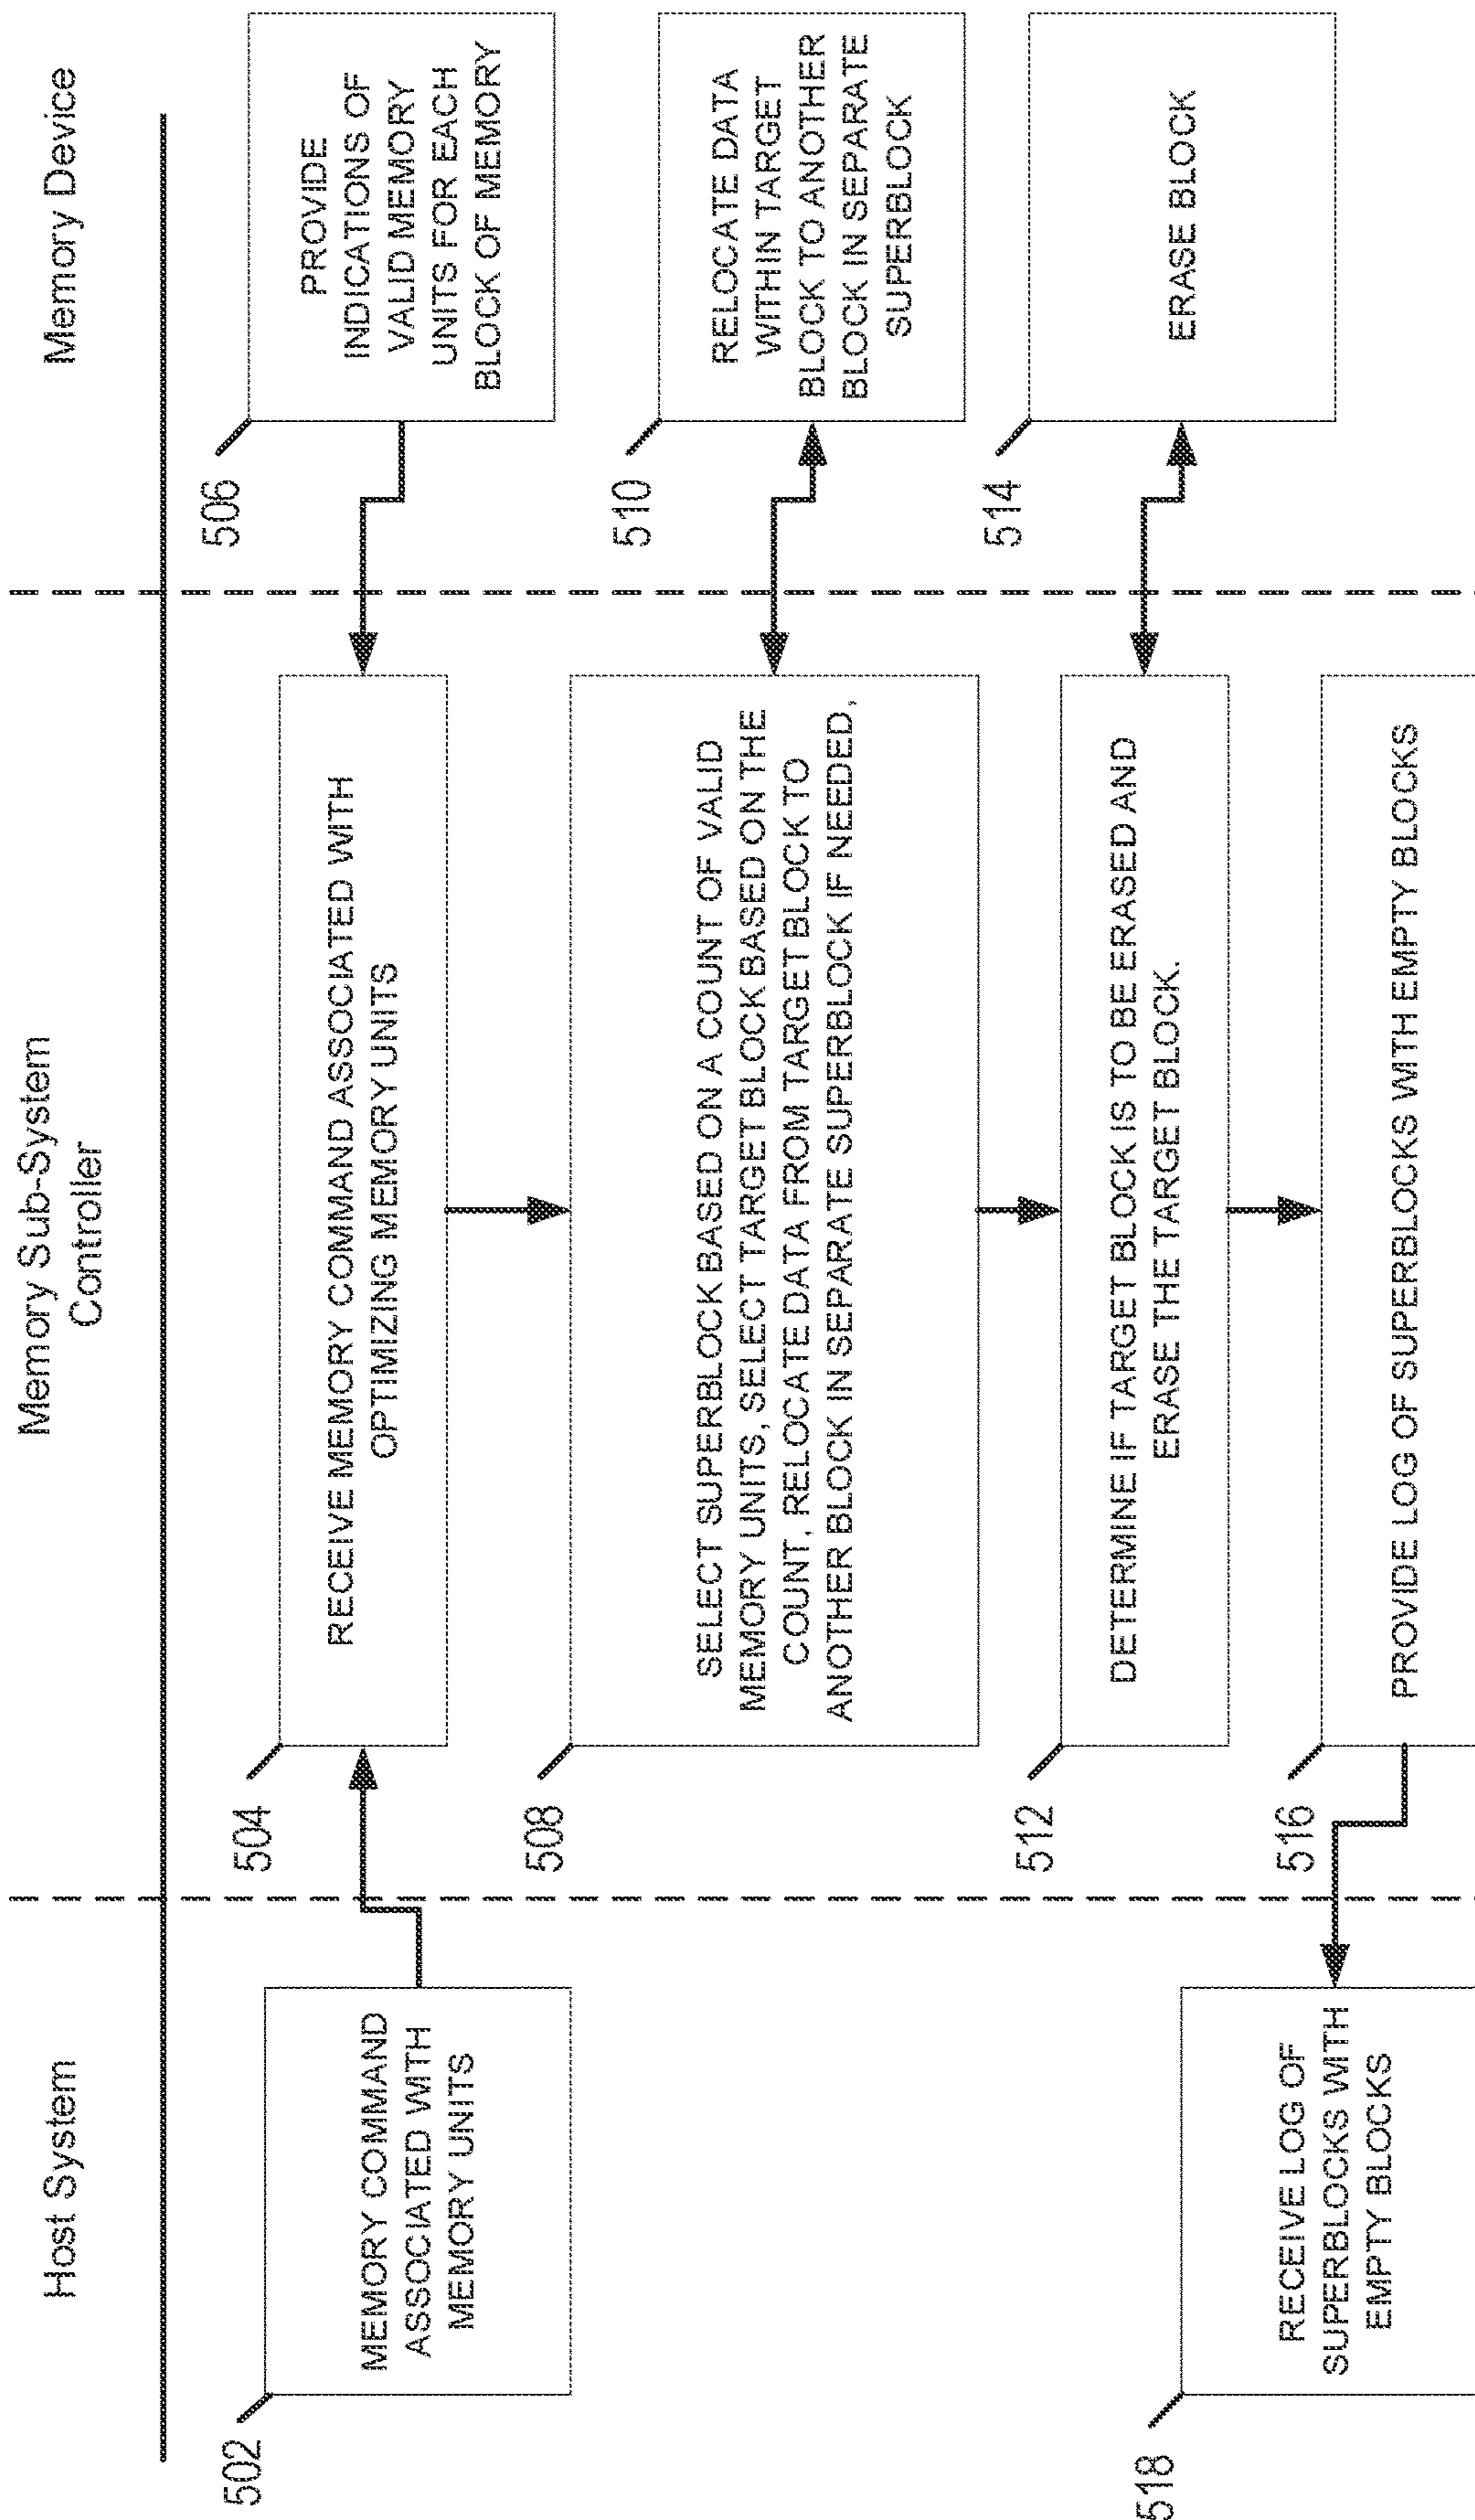 Host System
Memory Sub-System
Controller
Memory Device
502
MEMORY COMMAND
ASSOCIATED WITH
MEMORY UNITS
504
RECEIVE MEMORY COMMAND ASSOCIATED WITH
OPTIMIZING MEMORY UNITS
506
PROVIDE
INDICATIONS OF
VALID MEMORY
UNITS FOR EACH
BLOCK OF MEMORY
508
SELECT SUPERBLOCK BASED ON A COUNT OF VALID
MEMORY UNITS, SELECT TARGET BLOCK BASED ON THE
COUNT, RELOCATE DATA FROM TARGET BLOCK TO
ANOTHER BLOCK IN SEPARATE SUPERBLOCK IF NEEDED,
510
RELOCATE DATA
WITHIN TARGET
BLOCK TO ANOTHER
BLOCK IN SEPARATE
SUPERBLOCK
512
DETERMINE IF TARGET BLOCK IS TO BE ERASED AND
ERASE THE TARGET BLOCK.
514
ERASE BLOCK
516
PROVIDE LOG OF SUPERBLOCKS WITH EMPTY BLOCKS
518
RECEIVE LOG OF
SUPERBLOCKS WITH
EMPTY BLOCKS